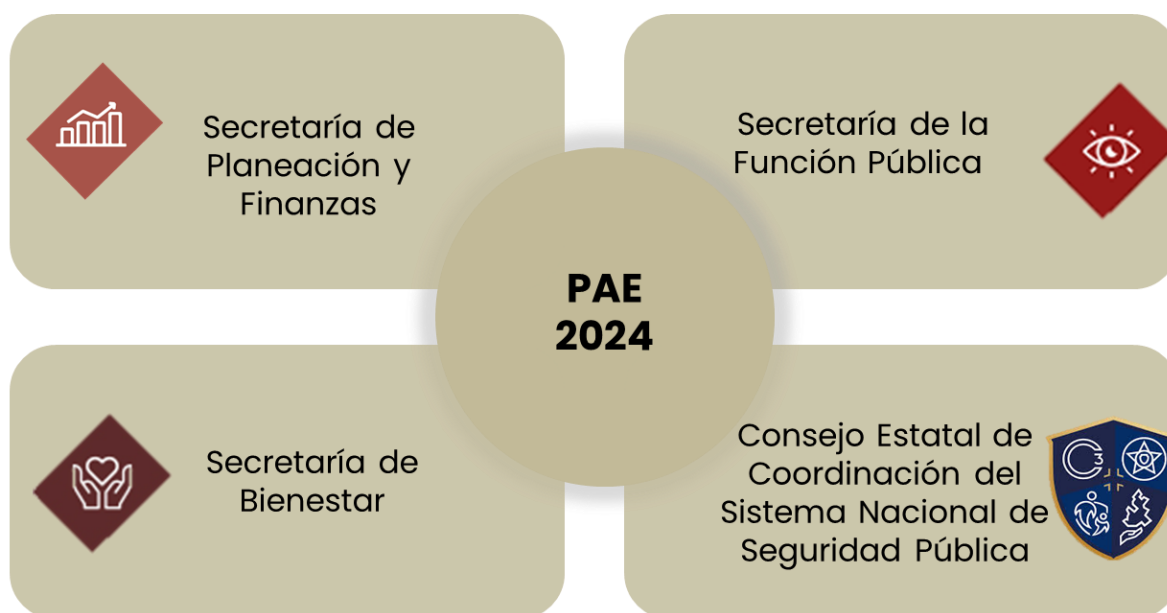 Secretaría de
Planeación y
Finanzas
Secretaría de la
Función Pública
PAE
2024
Secretaría de
Bienestar
Consejo Estatal de
Coordinación del
Sistema Nacional de
Seguridad Pública
C3